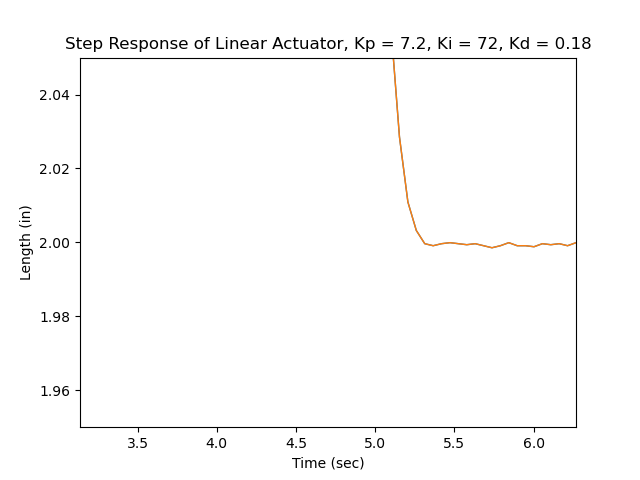 Step Response of Linear Actuator, Kp = 7.2, Ki = 72, Kd = 0.18
2.04
2.02
2.00
1.98
1.96
Length (in)
3.5 4.0 4.5 5.0 5.5 6.0
Time (sec)